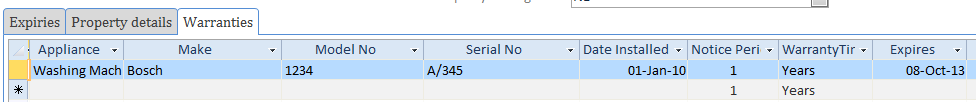 Expiries Property details Warranties
Appliance Make Model No Serial No Date Installed Notice Peri WarrantyTir Expires
Washing Mach Bosch 1234 A/345 01-Jan-10 1 Years 08-Oct-13
* 1 Years